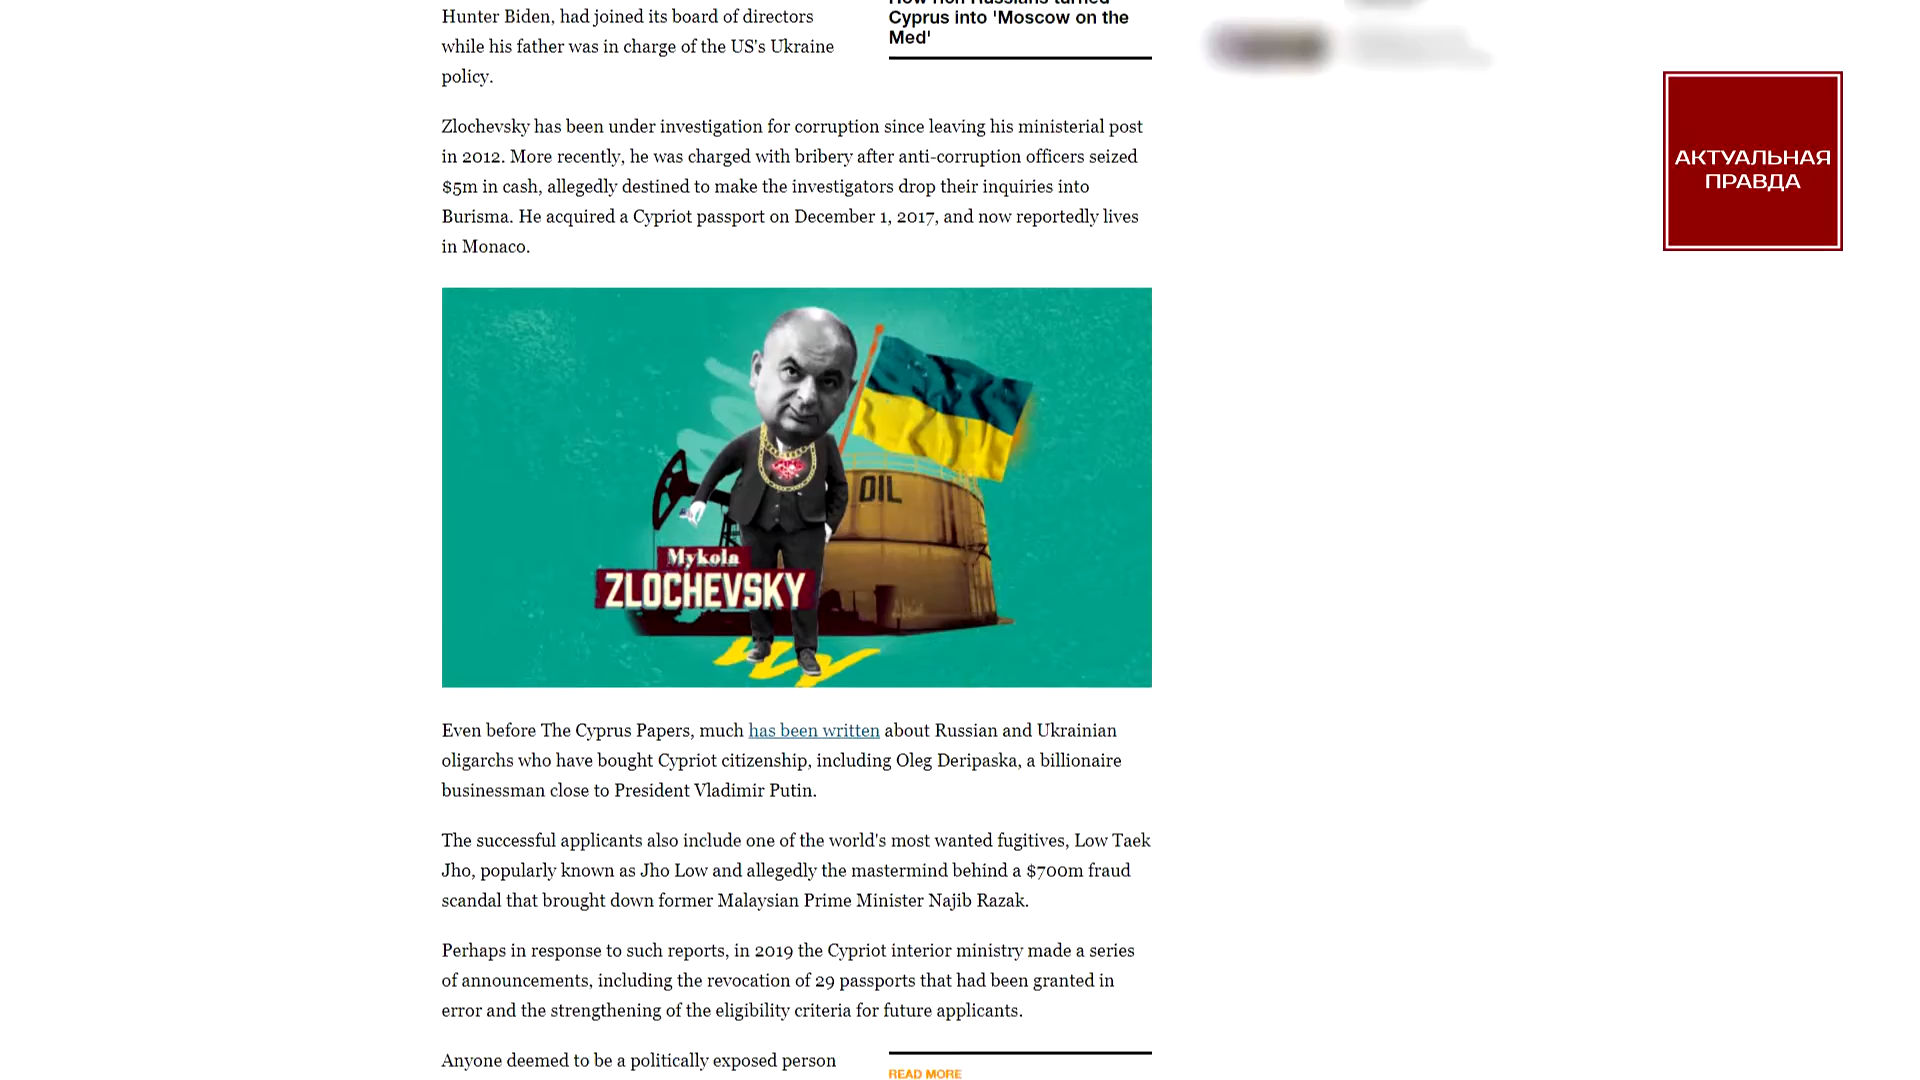 Hunter Biden, had joined its board of directors
while his father was in charge of the US's Ukraine
policy.
How rich Russians turned
Cyprus into 'Moscow on the
Med'
АКТУАЛЬНАЯ
ПРАВДА
Zlochevsky has been under investigation for corruption since leaving his ministerial post
in 2012. More recently, he was charged with bribery after anti-corruption officers seized
$5m in cash, allegedly destined to make the investigators drop their inquiries into
Burisma. He acquired a Cypriot passport on December 1, 2017, and now reportedly lives
in Monaco.
OIL
Mykola
ZLOCHEVSKY
Even before The Cyprus Papers, much has been written about Russian and Ukrainian
oligarchs who have bought Cypriot citizenship, including Oleg Deripaska, a billionaire
businessman close to President Vladimir Putin.
The successful applicants also include one of the world's most wanted fugitives, Low Taek
Jho, popularly known as Jho Low and allegedly the mastermind behind a $700m fraud
scandal that brought down former Malaysian Prime Minister Najib Razak.
Perhaps in response to such reports, in 2019 the Cypriot interior ministry made a series
of announcements, including the revocation of 29 passports that had been granted in
error and the strengthening of the eligibility criteria for future applicants.
Anyone deemed to be a politically exposed person
READ MORE